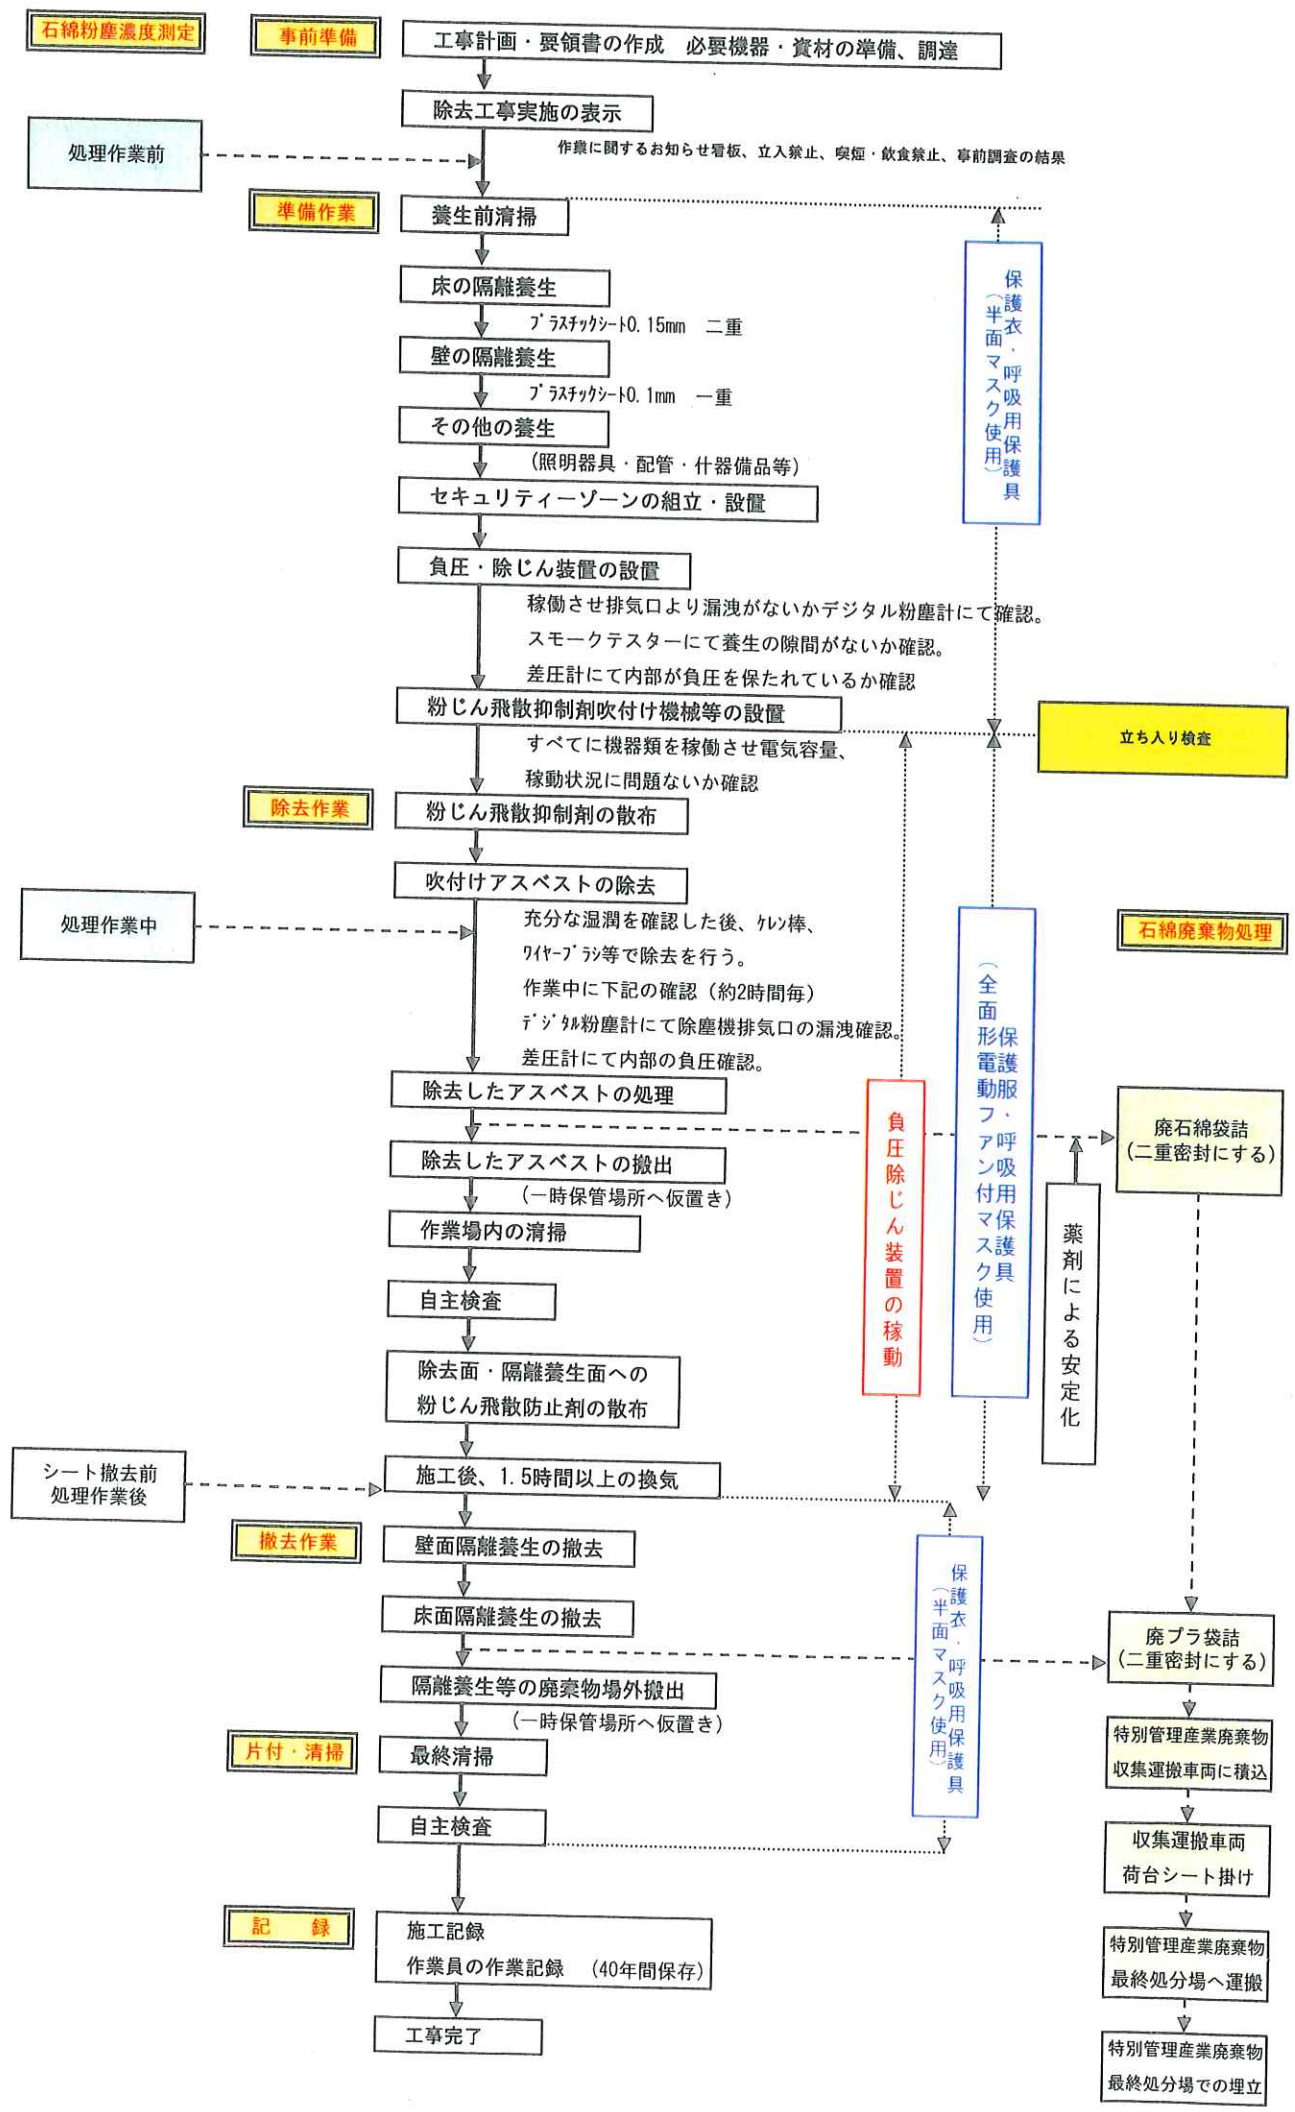 石綿粉塵濃度測定
事前準備
工事計画・要領書の作成　必要機器・資材の準備、調達
除去工事実施の表示
作業に関するお知らせ看板、立入禁止、喫煙・飲食禁止、事前調査の結果
処理作業前
準備作業
養生前清掃
床の隔離養生
ﾌﾟﾗｽﾁｯｸｼｰﾄ0.15mm　二重
壁の隔離養生
ﾌﾟﾗｽﾁｯｸｼｰﾄ0.1mm　一重
その他の養生
(照明器具・配管・什器備品等)
セキュリティーゾーンの組立・設置
保護衣・呼吸用保護具
(半面マスク使用)
負圧・除じん装置の設置
稼働させ排気口より漏洩がないかデジタル粉塵計にて確認。
スモークテスターにて養生の隙間がないか確認。
差圧計にて内部が負圧を保たれているか確認
粉じん飛散抑制剤吹付け機械等の設置
すべてに機器類を稼働させ電気容量、
稼動状況に問題ないか確認
立ち入り検査
除去作業
粉じん飛散抑制剤の散布
吹付けアスベストの除去
処理作業中
充分な湿潤を確認した後、ｹﾚﾝ棒、
ﾜｲﾔｰﾌﾞﾗｼ等で除去を行う。
作業中に下記の確認（約2時間毎）
ﾃﾞｼﾞﾀﾙ粉塵計にて除塵機排気口の漏洩確認。
差圧計にて内部の負圧確認。
石綿廃棄物処理
保護服・呼吸用保護具
(全面形電動ファン付マスク使用)
負圧除じん装置の稼動
除去したアスベストの処理
廃石綿袋詰
(二重密封にする)
薬剤による安定化
除去したアスベストの搬出
(一時保管場所へ仮置き)
作業場内の清掃
自主検査
除去面・隔離養生面への
粉じん飛散防止剤の散布
シート撤去前
処理作業後
施工後、1.5時間以上の換気
撤去作業
壁面隔離養生の撤去
床面隔離養生の撤去
保護衣・呼吸用保護具
(半面マスク使用)
廃プラ袋詰
(二重密封にする)
隔離養生等の廃棄物場外搬出
(一時保管場所へ仮置き)
特別管理産業廃棄物
収集運搬車両に積込
片付・清掃
最終清掃
自主検査
収集運搬車両
荷台シート掛け
記　　録
施工記録
作業員の作業記録　(40年間保存)
特別管理産業廃棄物
最終処分場へ運搬
工事完了
特別管理産業廃棄物
最終処分場での埋立